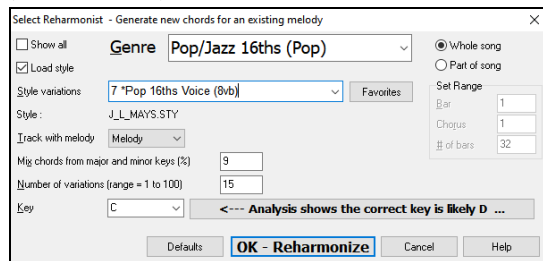 Select Reharmonist - Generate new chords for an existing melody
Show all
Genre Pop/Jazz 16ths (Pop)
Whole song
Load style
Part of song
Style variations 7 *Pop 16ths Voice (8vb) Favorites
Set Range
Style : J_L_MAYS.STY
Bar 1
Track with melody Melody
Chorus 1
# of bars 32
Mix chords from major and minor keys (%) 9
Number of variations (range = 1 to 100) 15
Key C <--- Analysis shows the correct key is likely D ...
Defaults OK - Reharmonize Cancel Help